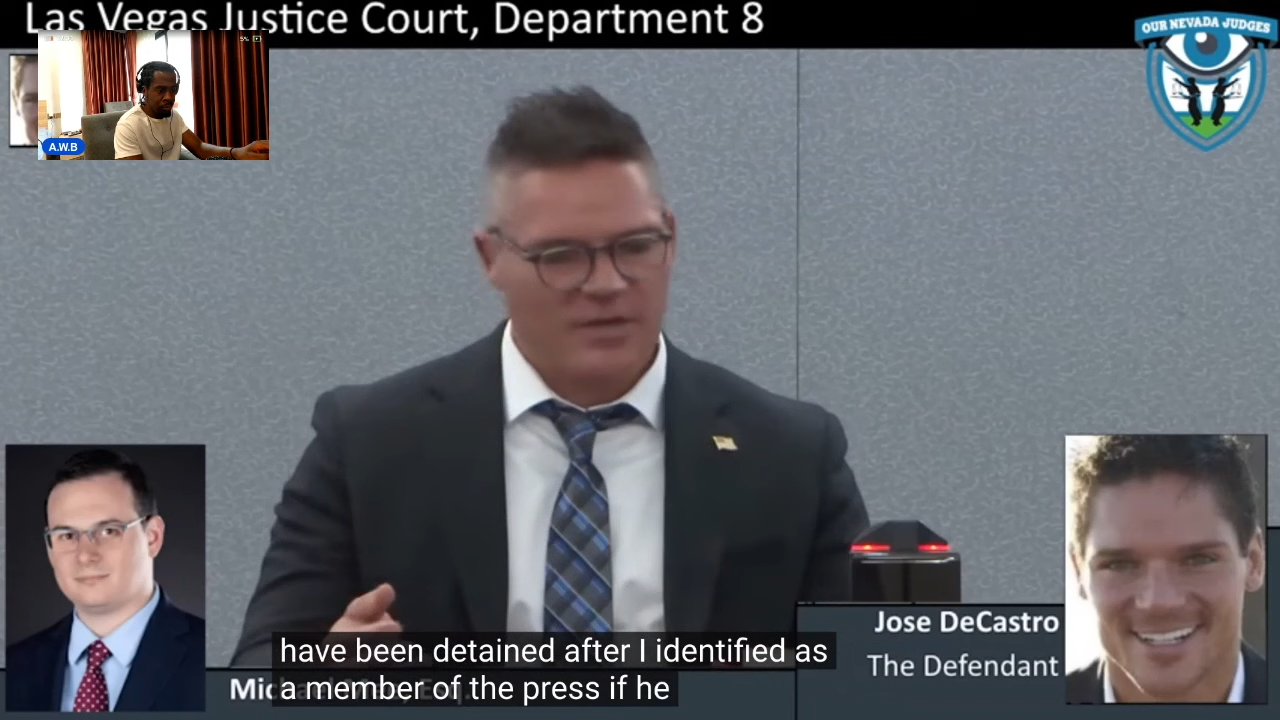 Las Vegas Justice Court, Department 8
OUR NEVADA JUDGES
A.W.B
Jose DeCastro
The Defendant
have been detained after I identified as
a member of the press if he